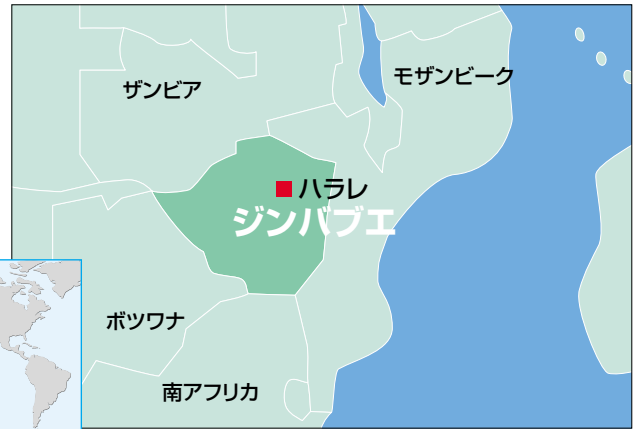 モザンビーク
ザンビア
ハラレ
ジンバブエ
ボツワナ
南アフリカ